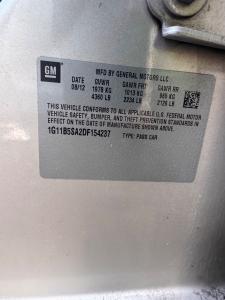 GM
MFD BY GENERAL MOTORS LLC
DATE GVWR GAWR FRT GAWR RR
08/12 1978 KG 1013 KG 965 KG
4360 LB 2234 LB 2126 LB
THIS VEHICLE CONFORMS TO ALL APPLICABLE U.S. FEDERAL MOTOR
VEHICLE SAFETY, BUMPER, AND THEFT PREVENTION STANDARDS IN EFFECT ON THE
DATE OF MANUFACTURE SHOWN ABOVE.
1G11B5SA2DF154237 TYPE: PASS CAR